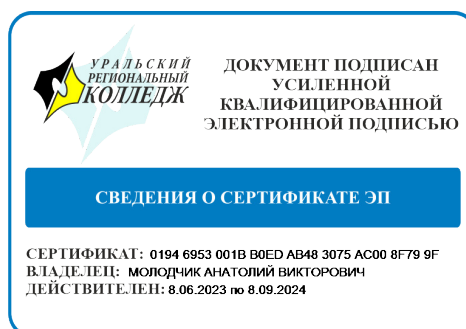 УРАЛЬСКИЙ
РЕГИОНАЛЬНЫЙ
КОЛЛЕДЖ
ДОКУМЕНТ ПОДПИСАН
УСИЛЕННОЙ
КВАЛИФИЦИРОВАННОЙ
ЭЛЕКТРОННОЙ ПОДПИСЬЮ
СВЕДЕНИЯ О СЕРТИФИКАТЕ ЭП
СЕРТИФИКАТ: 0194 6953 001B B0ED AB48 3075 AC00 8F79 9F
ВЛАДЕЛЕЦ: МОЛОДЧИК АНАТОЛИЙ ВИКТОРОВИЧ
ДЕЙСТВИТЕЛЕН: 8.06.2023 по 8.09.2024